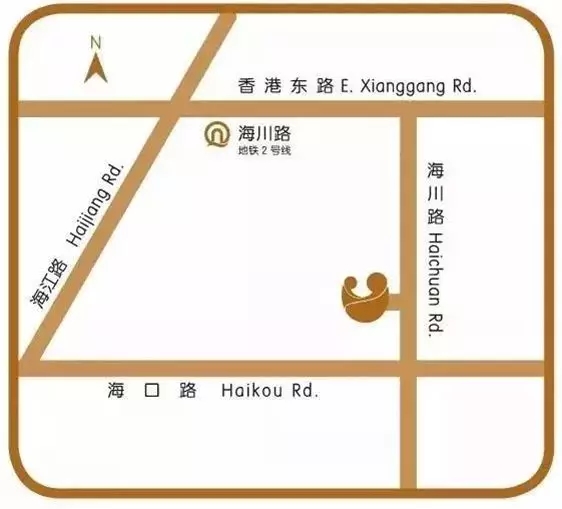 N
香港东路 E. Xianggang Rd.
海川路
地铁 2 号线
海江路 Haijiang Rd.
海川路 Haichuan Rd.
海口路 Haikou Rd.